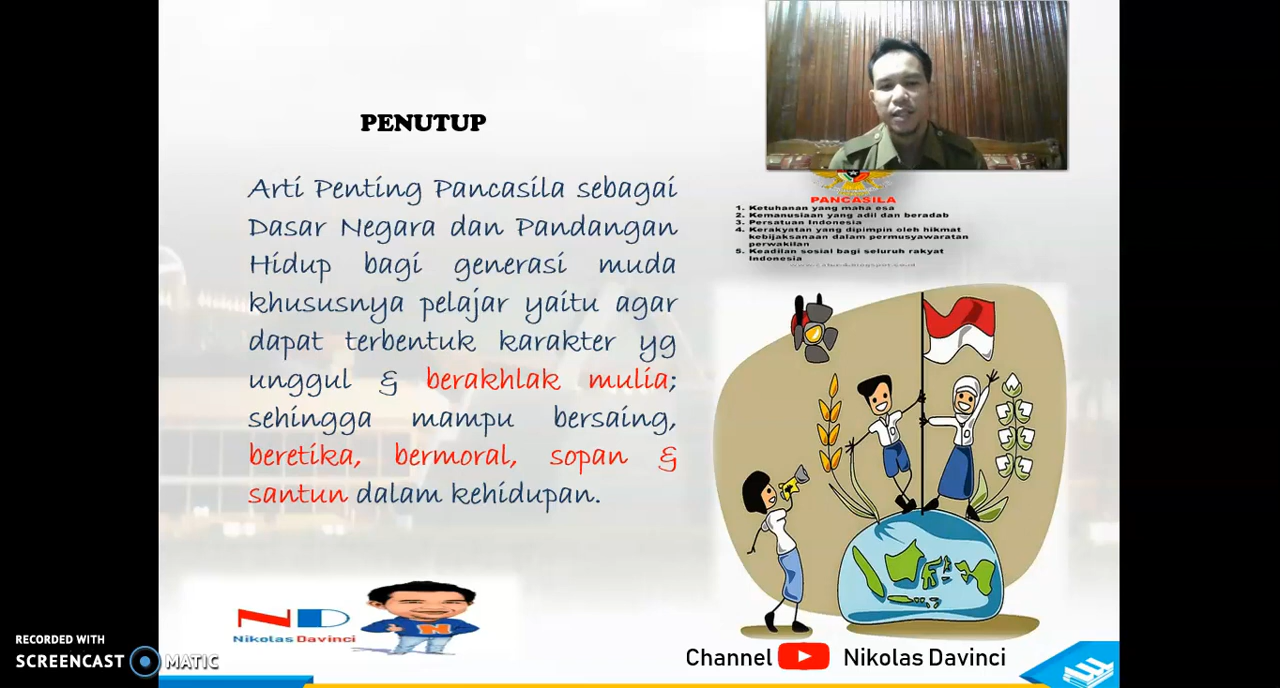 PENUTUP
Arti Penting Pancasila sebagai
Dasar Negara dan Pandangan
Hidup bagi generasi muda
khususnya pelajar yaitu agar
dapat terbentuk karakter yg
unggul & berakhlak mulia;
sehingga mampu bersaing,
beretika, bermoral, sopan &
santun dalam kehidupan.
PANCASILA
1. Ketuhanan yang maha esa
2. Kemanusiaan yang adil dan beradab
3. Persatuan Indonesia
4. Kerakyatan yang dipimpin oleh hikmat
kebijaksanaan dalam permusyawaratan
perwakilan
5. Keadilan sosial bagi seluruh rakyat
Indonesia
ND
Nikolas Davinci
N
Channel Nikolas Davinci
RECORDED WITH
SCREENCAST MATIC